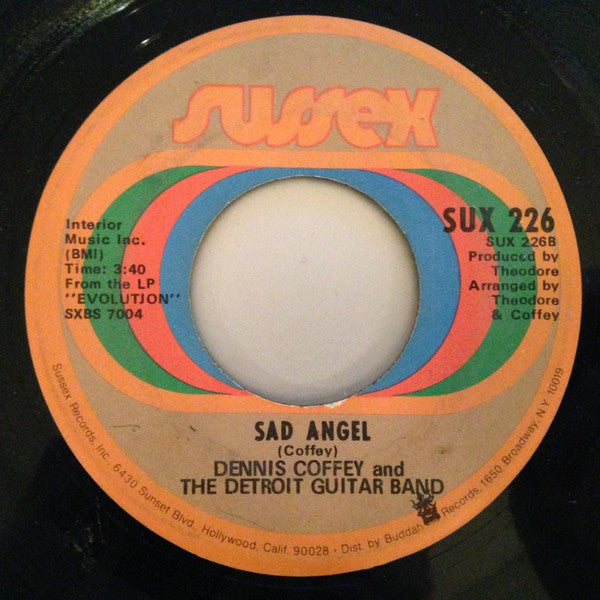 sussex
Interior
Music Inc.
(BMI)
Time: 3:40
From the LP
"EVOLUTION"
SXBS 7004
SUX 226
SUX 226B
Produced by
Theodore
Arranged by
Theodore
& Coffey
SAD ANGEL
(Coffey)
DENNIS COFFEY and
THE DETROIT GUITAR BAND
Sussex Records, Inc., 6430 Sunset Blvd., Hollywood, Calif. 90028 · Dist. by Buddah Records, 1650 Broadway, N.Y. 10019